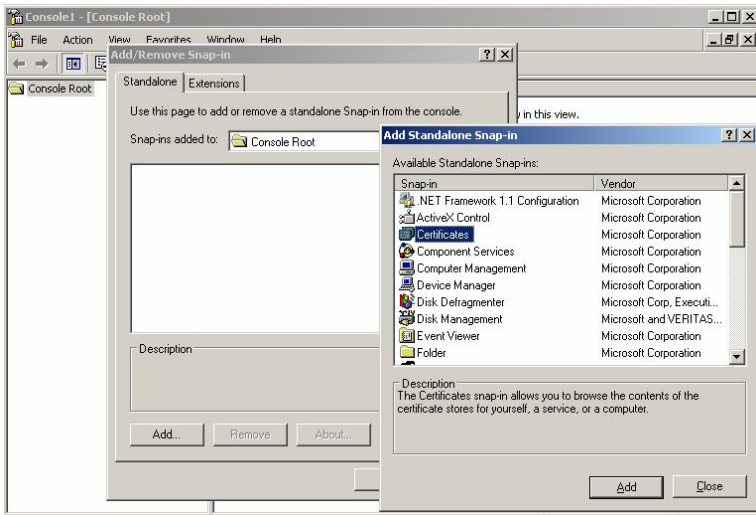 Console1 - [Console Root]
File Action View Favorites Window Help
Console Root
Add/Remove Snap-in
Standalone Extensions
Use this page to add or remove a standalone Snap-in from the console.
Snap-ins added to: Console Root
Description
Add... Remove About...
in this view.
Add Standalone Snap-in
Available Standalone Snap-ins:
Snap-in Vendor
.NET Framework 1.1 Configuration Microsoft Corporation
ActiveX Control Microsoft Corporation
Certificates Microsoft Corporation
Component Services Microsoft Corporation
Computer Management Microsoft Corporation
Device Manager Microsoft Corporation
Disk Defragmenter Microsoft Corp, Executi...
Disk Management Microsoft and VERITAS...
Event Viewer Microsoft Corporation
Folder Microsoft Corporation
Description
The Certificates snap-in allows you to browse the contents of the
certificate stores for yourself, a service, or a computer.
Add Close